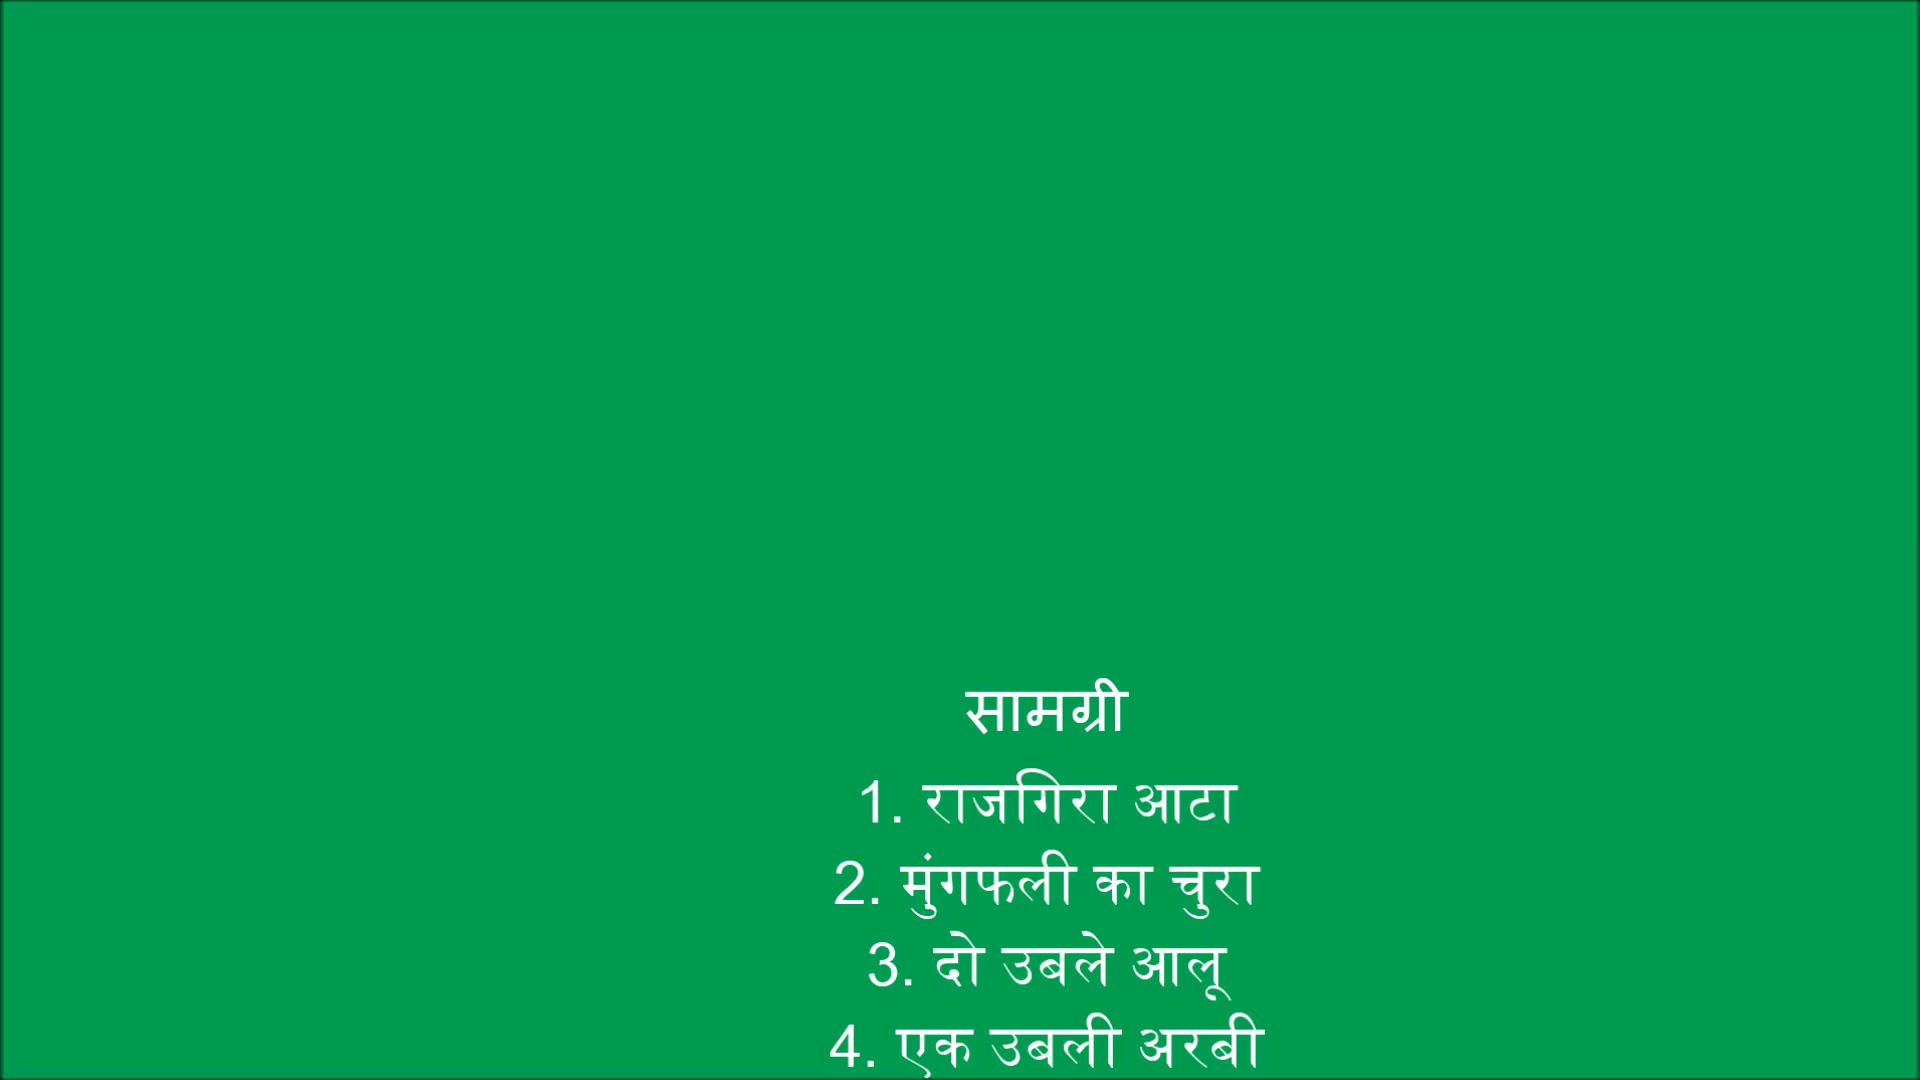 सामग्री
1. राजगिरा आटा
2. मुंगफली का चुरा
3. दो उबले आलू
4. एक उबली अरबी